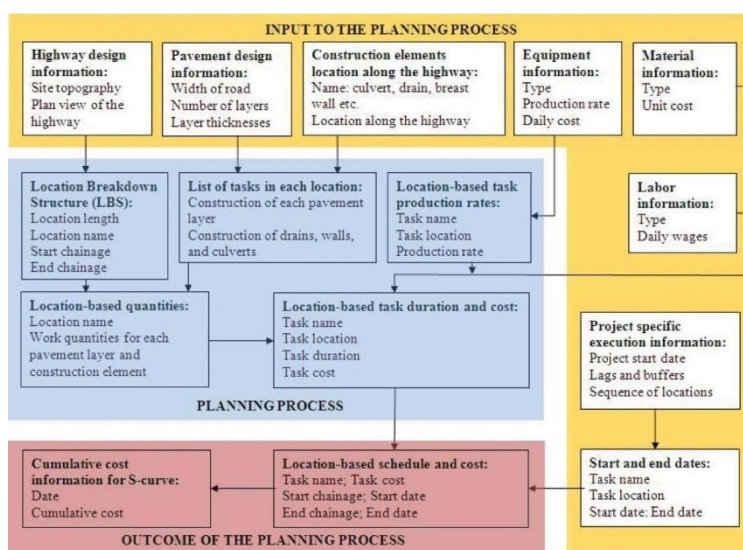 INPUT TO THE PLANNING PROCESS
Highway design
information:
Site topography
Plan view of the
highway
Pavement design
information:
Width of road
Number of layers
Layer thicknesses
Construction elements
location along the highway:
Name: culvert, drain, breast
wall etc.
Location along the highway
Equipment
information:
Type
Production rate
Daily cost
Material
information:
Type
Unit cost
Location Breakdown
Structure (LBS):
Location length
Location name
Start chainage
End chainage
List of tasks in each location:
Construction of each pavement
layer
Construction of drains, walls,
and culverts
Location-based task
production rates:
Task name
Task location
Production rate
Labor
information:
Type
Daily wages
Location-based quantities:
Location name
Work quantities for each
pavement layer and
construction element
Location-based task duration and cost:
Task name
Task location
Task duration
Task cost
Project specific
execution information:
Project start date
Lags and buffers
Sequence of locations
PLANNING PROCESS
Cumulative cost
information for S-curve:
Date
Cumulative cost
Location-based schedule and cost:
Task name; Task cost
Start chainage; Start date
End chainage; End date
Start and end dates:
Task name
Task location
Start date: End date
OUTCOME OF THE PLANNING PROCESS